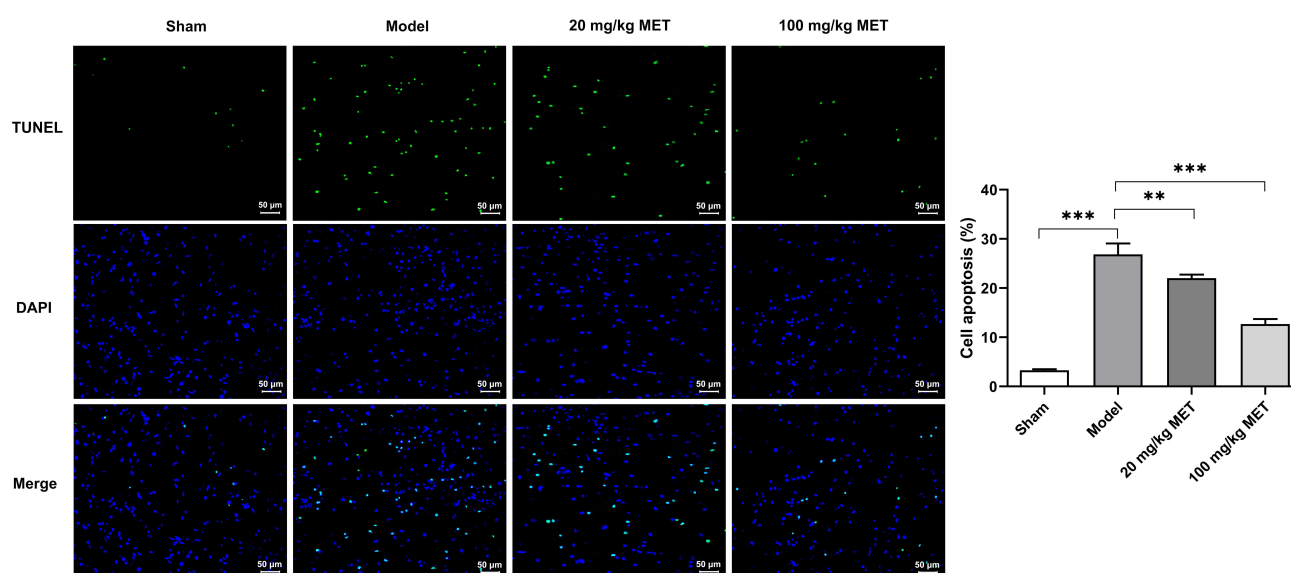 Sham Model 20 mg/kg MET 100 mg/kg MET
TUNEL
50 µm 50 µm 50 µm 50 µm
DAPI
50 µm 50 µm 50 µm 50 µm
Merge
50 µm 50 µm 50 µm 50 µm
Cell apoptosis (%)
40
30
20
10
0
***
**
***
Sham
Model
20 mg/kg MET
100 mg/kg MET